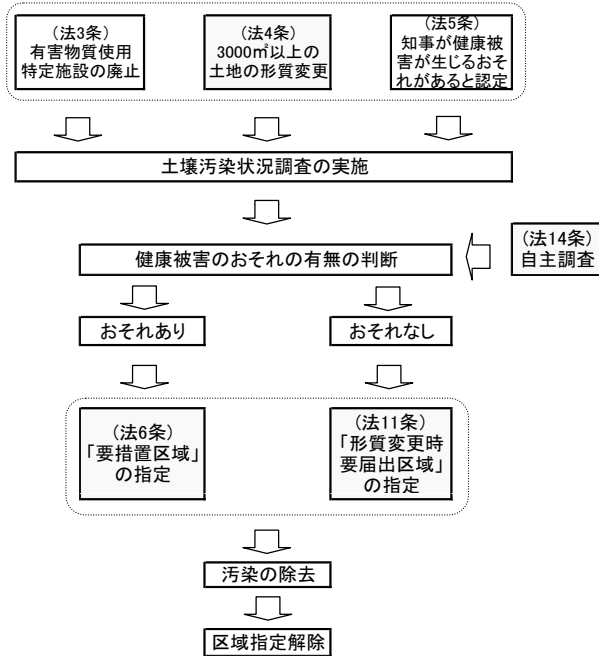 （法3条）
有害物質使用
特定施設の廃止
（法4条）
3000㎡以上の
土地の形質変更
（法5条）
知事が健康被
害が生じるおそ
れがあると認定
土壌汚染状況調査の実施
健康被害のおそれの有無の判断
（法14条）
自主調査
おそれあり
おそれなし
（法6条）
「要措置区域」
の指定
（法11条）
「形質変更時
要届出区域」
の指定
汚染の除去
区域指定解除